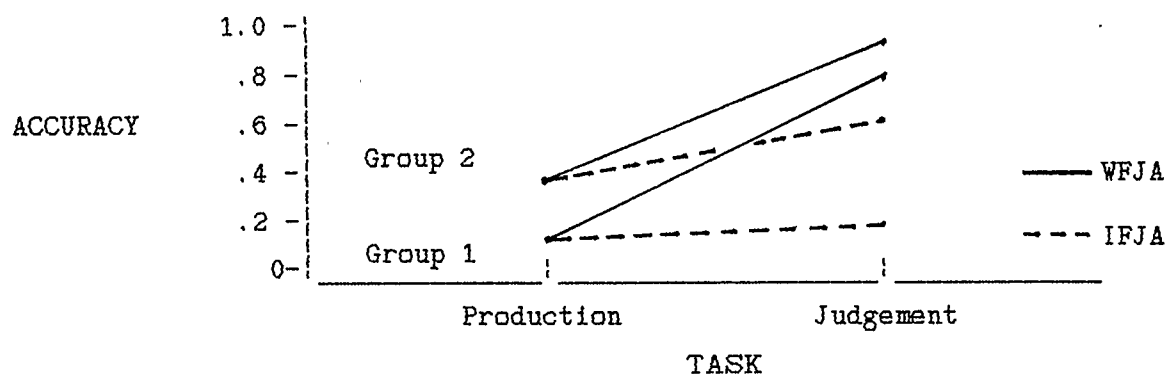 1.0 -
.8 -
ACCURACY .6 -
Group 2
.4 -
WFJA
.2 -
IFJA
Group 1
0-
Production Judgement
TASK